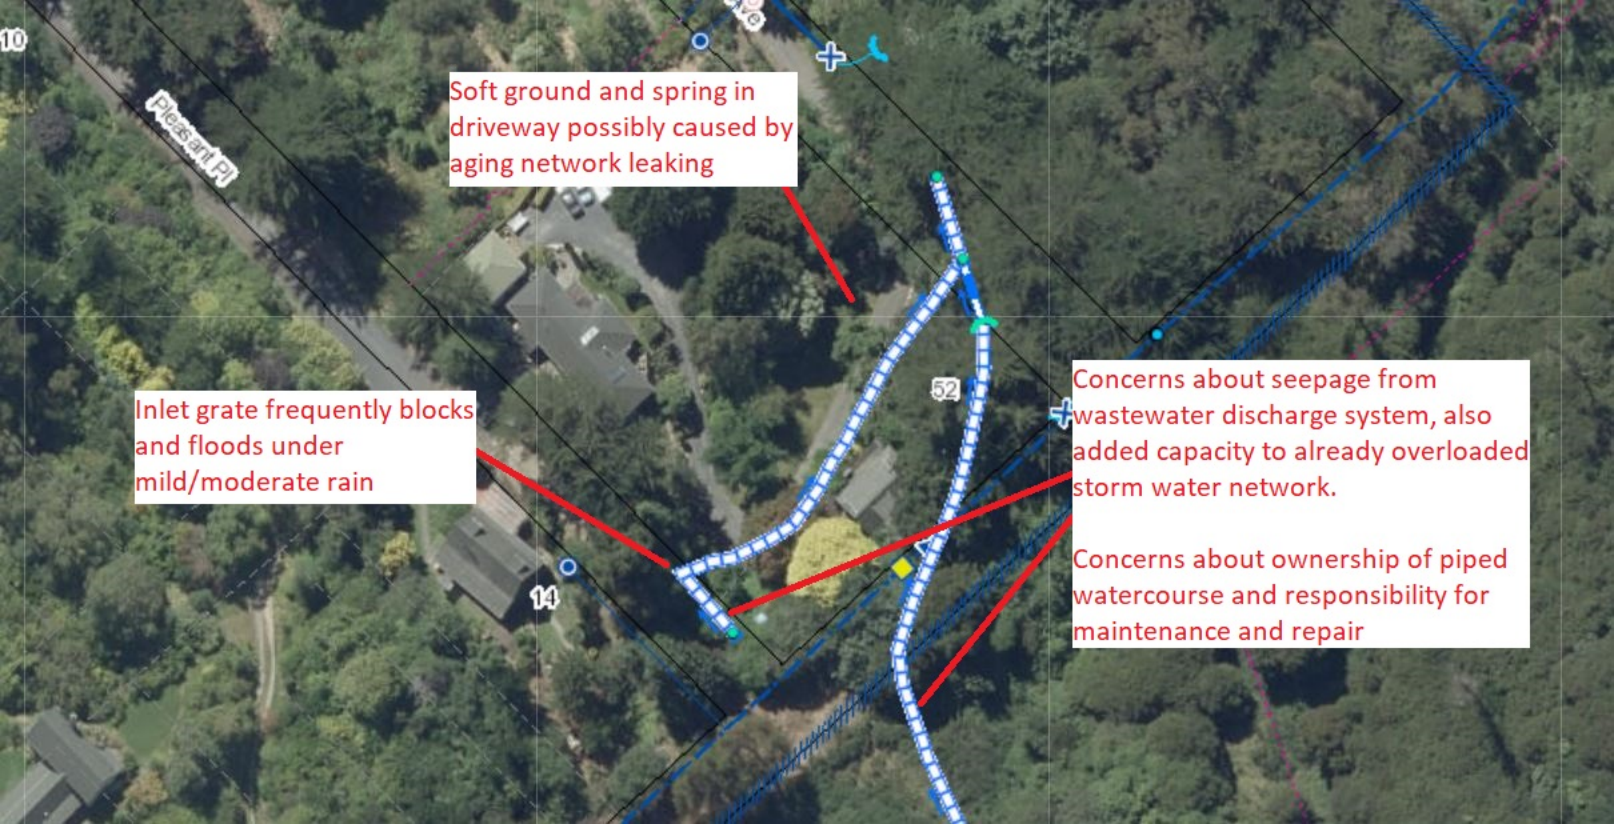 10
Pleasant Pl
Soft ground and spring in
driveway possibly caused by
aging network leaking
52
Inlet grate frequently blocks
and floods under
mild/moderate rain
14
Concerns about seepage from
wastewater discharge system, also
added capacity to already overloaded
storm water network.
Concerns about ownership of piped
watercourse and responsibility for
maintenance and repair